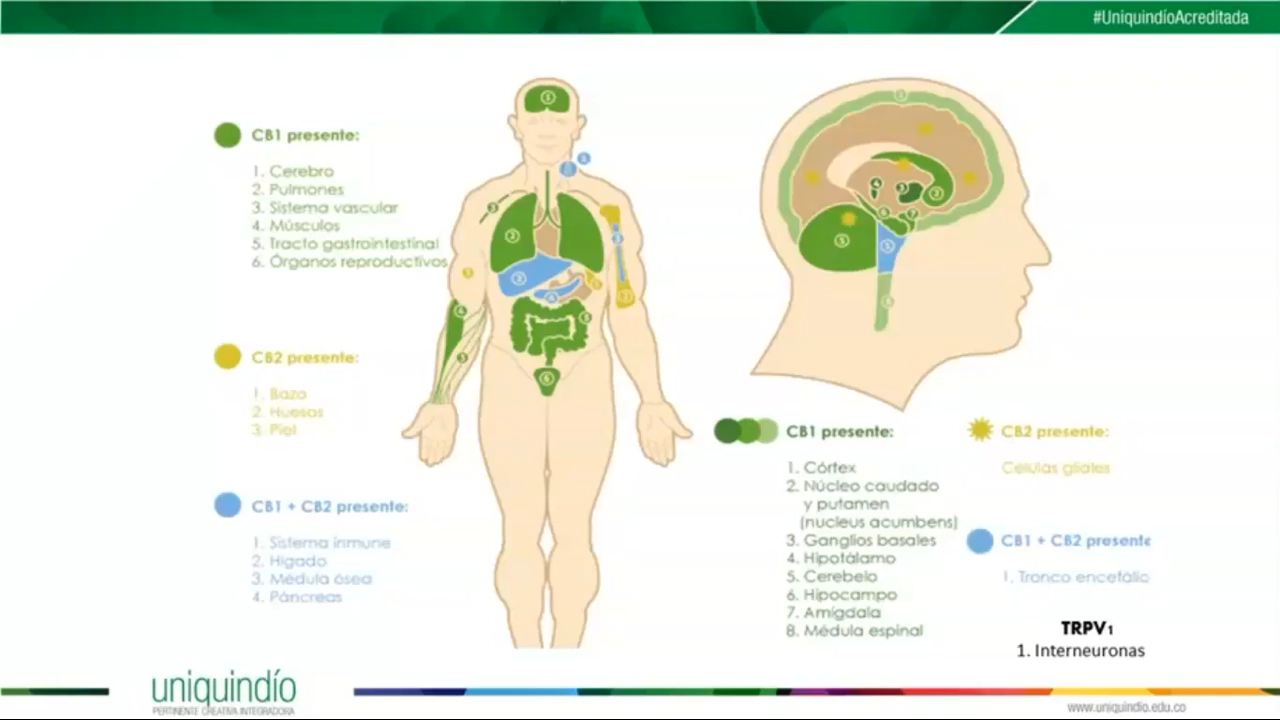 #UniquindíoAcreditada
CB1 presente:
1. Cerebro
2. Pulmones
3. Sistema vascular
4. Músculos
5. Tracto gastrointestinal
6. Órganos reproductivos
CB2 presente:
1. Bazo
2. Huesos
3. Piel
CB1 + CB2 presente:
1. Sistema inmune
2. Hígado
3. Médula ósea
4. Páncreas
CB1 presente:
1. Córtex
2. Núcleo caudado
y putamen
(nucleus acumbens)
3. Ganglios basales
4. Hipotálamo
5. Cerebelo
6. Hipocampo
7. Amígdala
8. Médula espinal
CB2 presente:
Células gliales
CB1 + CB2 presente
1. Tronco encefálio
TRPV1
1. Interneuronas
uniquindío
PERTINENTE CREATIVA INTEGRADORA
www.uniquindio.edu.co